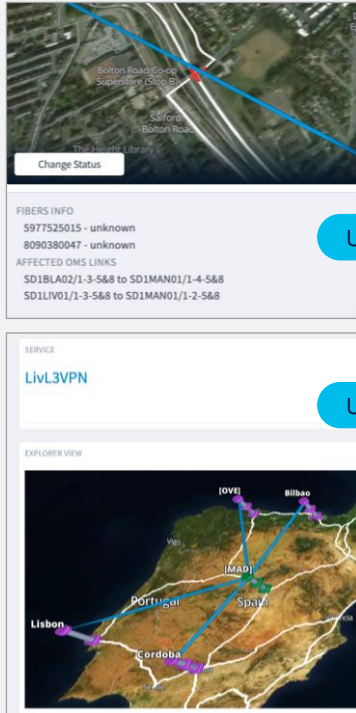 Bolton Road/Co-op
Superstore (Stop B)
Salford
Bolton Road
The Height Library
Change Status
FIBERS INFO
5977525015 - unknown
8090380047 - unknown
AFFECTED OMS LINKS
SD1BLA02/1-3-5&8 to SD1MAN01/1-4-5&8
SD1LIV01/1-3-5&8 to SD1MAN01/1-2-5&8
U
SERVICE
LivL3VPN
U
EXPLORER VIEW
[OVE]
Bilbao
Vigo
[MAD]
Portugal
Spain
Lisbon
Cordoba